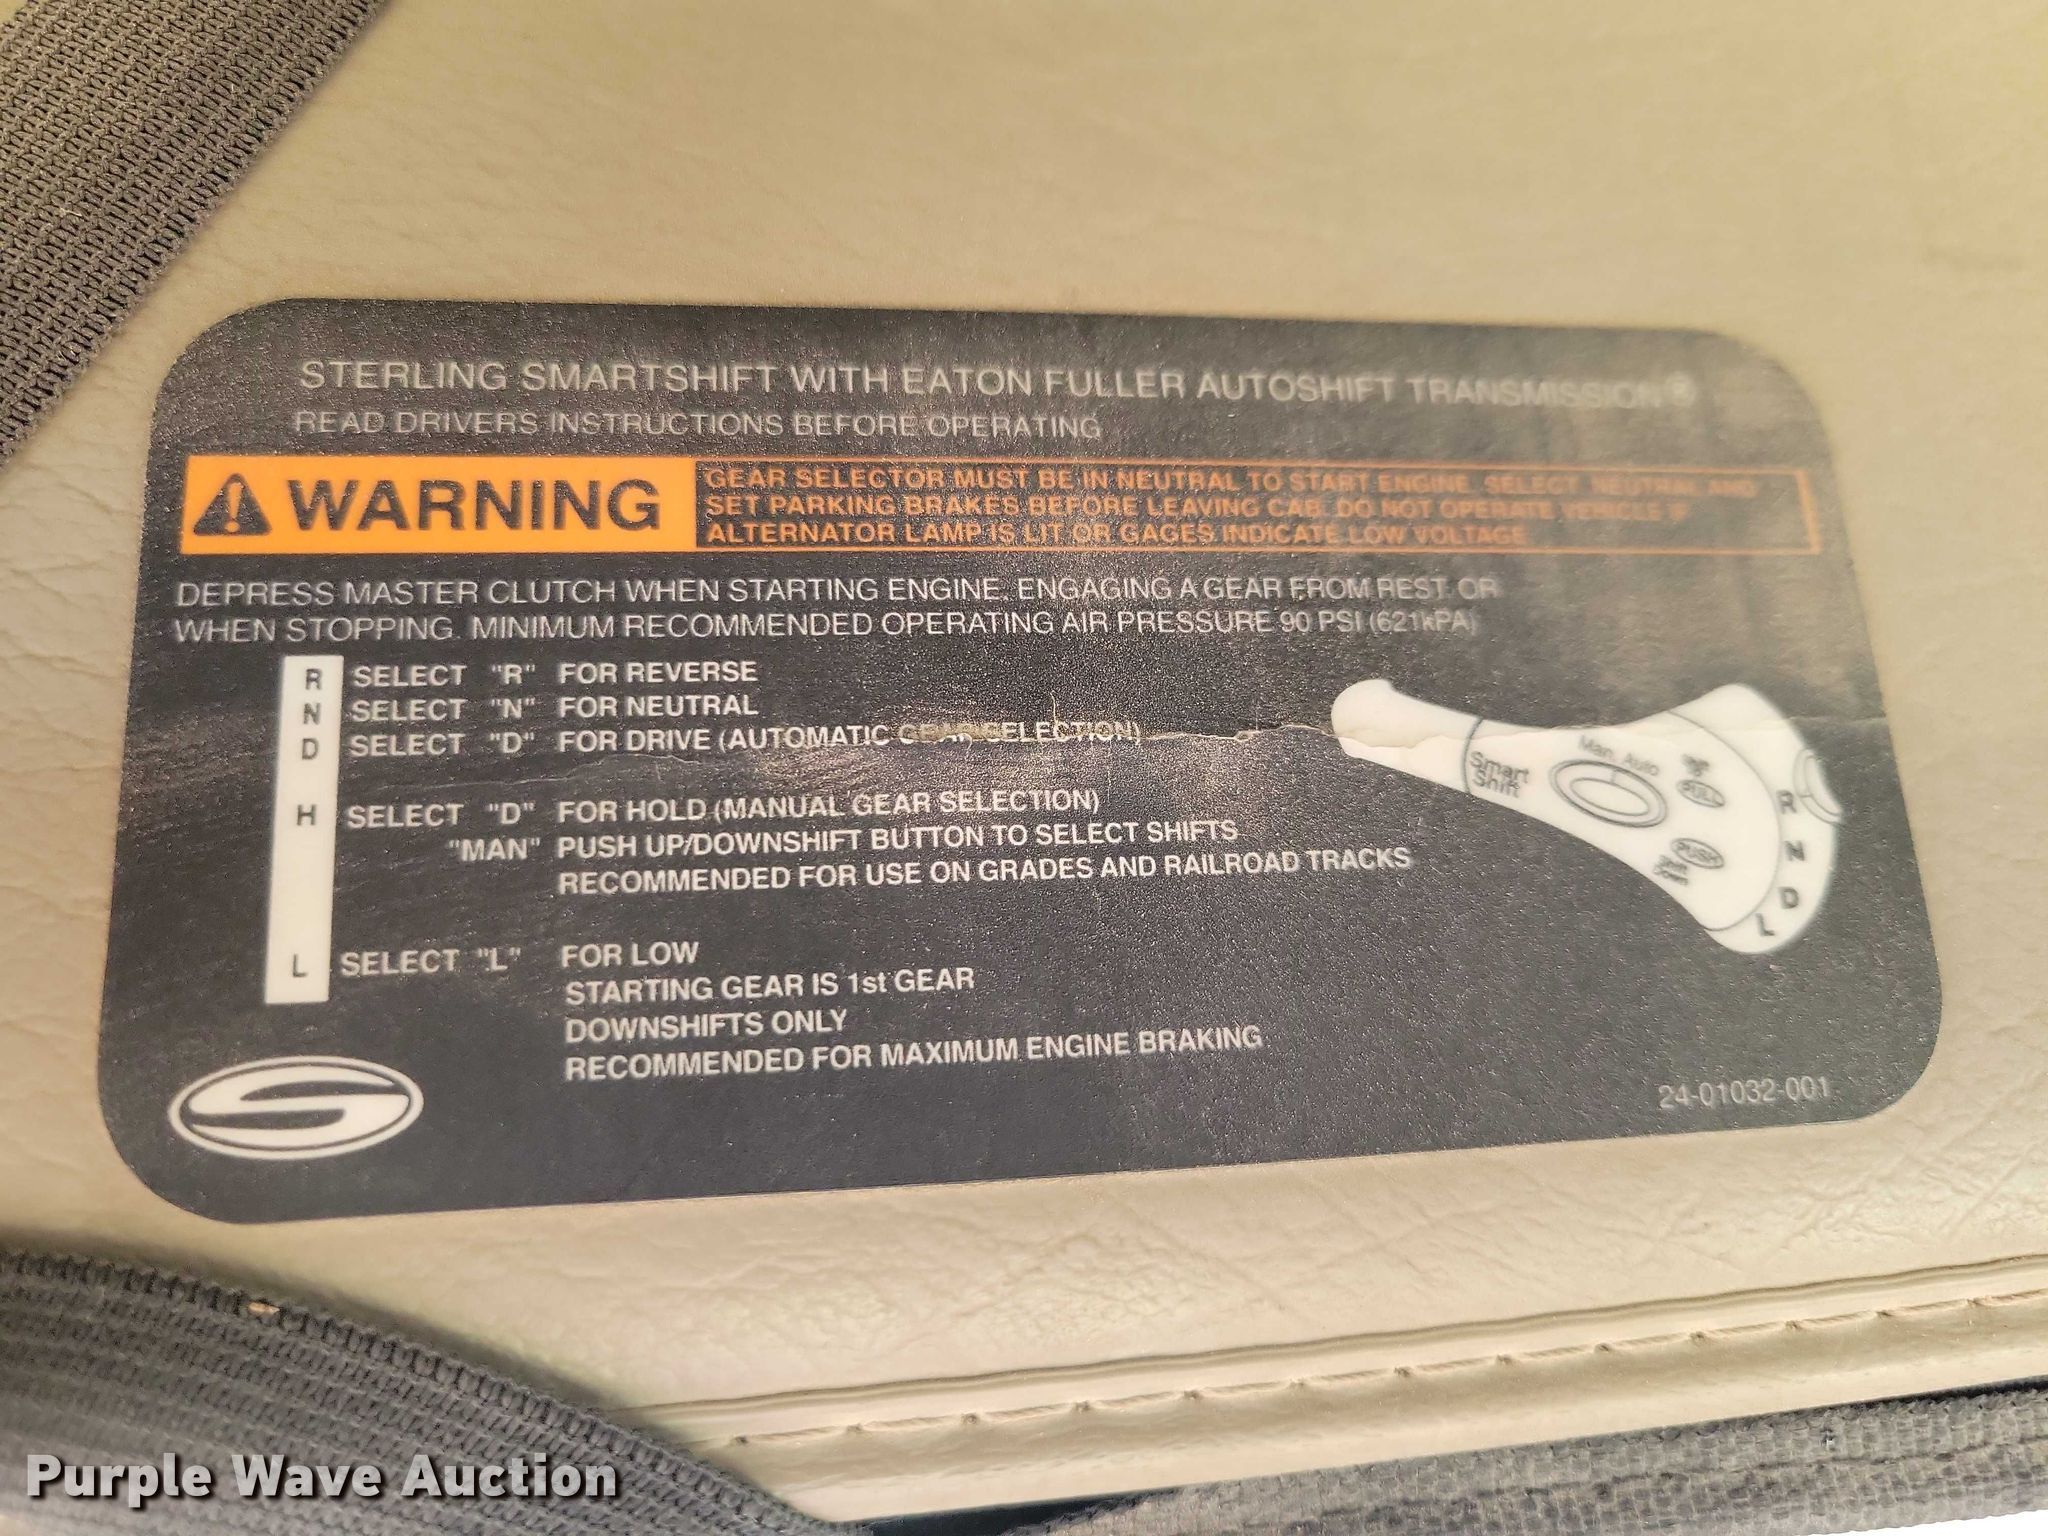 STERLING SMARTSHIFT WITH EATON FULLER AUTOSHIFT TRANSMISSION®
READ DRIVERS INSTRUCTIONS BEFORE OPERATING
WARNING
GEAR SELECTOR MUST BE IN NEUTRAL TO START ENGINE. SELECT NEUTRAL AND
SET PARKING BRAKES BEFORE LEAVING CAB. DO NOT OPERATE VEHICLE IF
ALTERNATOR LAMP IS LIT OR GAGES INDICATE LOW VOLTAGE
DEPRESS MASTER CLUTCH WHEN STARTING ENGINE, ENGAGING A GEAR FROM REST, OR
WHEN STOPPING. MINIMUM RECOMMENDED OPERATING AIR PRESSURE 90 PSI (621kPA)
R SELECT "R" FOR REVERSE
N SELECT "N" FOR NEUTRAL
D SELECT "D" FOR DRIVE (AUTOMATIC GEAR SELECTION)
H SELECT "D" FOR HOLD (MANUAL GEAR SELECTION)
"MAN" PUSH UP/DOWNSHIFT BUTTON TO SELECT SHIFTS
RECOMMENDED FOR USE ON GRADES AND RAILROAD TRACKS
L SELECT "L" FOR LOW
STARTING GEAR IS 1st GEAR
DOWNSHIFTS ONLY
RECOMMENDED FOR MAXIMUM ENGINE BRAKING
Smart
Shift
Man. Auto
PULL
PUSH
Shift
Down
R
N
D
L
24-01032-001
Purple Wave Auction